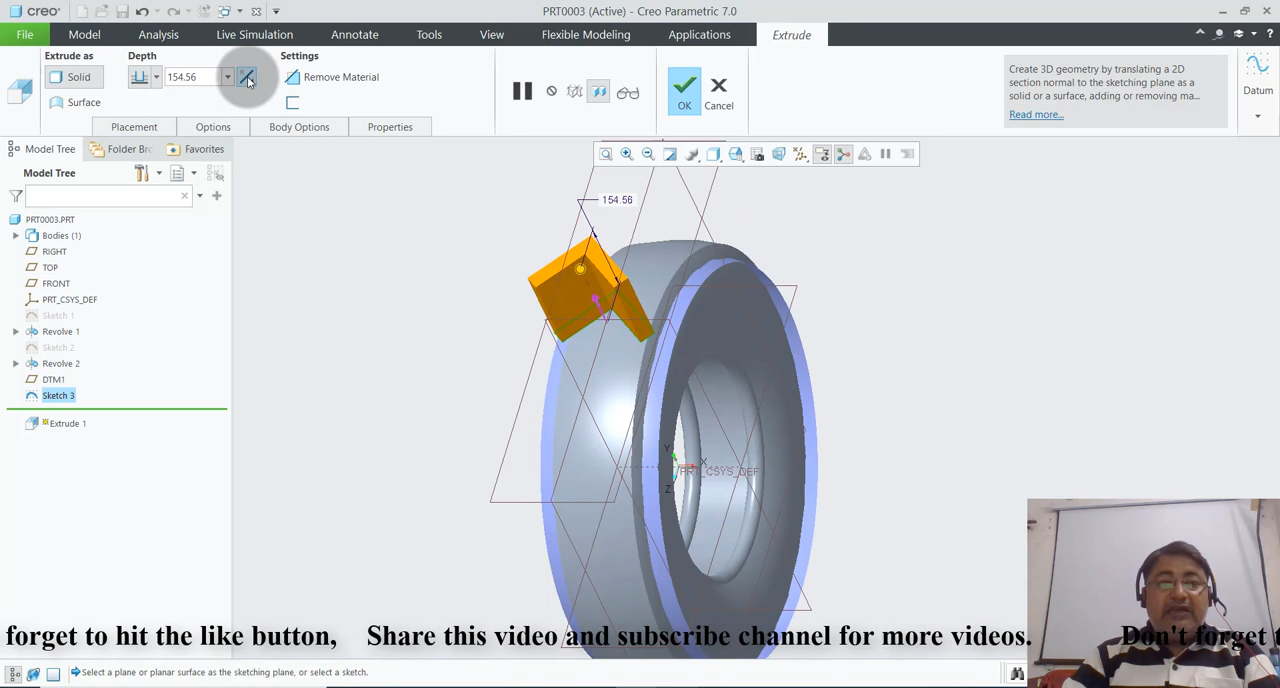 creo
PRT0003 (Active) - Creo Parametric 7.0
File Model Analysis Live Simulation Annotate Tools View Flexible Modeling Applications Extrude
Extrude as Depth Settings
Solid 154.56 Remove Material
Surface
OK Cancel
Create 3D geometry by translating a 2D
section normal to the sketching plane as
a solid or a surface, adding or removing ma...
Read more...
Datum
Placement Options Body Options Properties
Model Tree Folder Bro Favorites
Model Tree
PRT0003.PRT
Bodies (1)
RIGHT
TOP
FRONT
PRT_CSYS_DEF
Sketch 1
Revolve 1
Sketch 2
Revolve 2
DTM1
Sketch 3
Extrude 1
154.56
Y
X
PRT_CSYS_DEF
Z
forget to hit the like button, Share this video and subscribe channel for more videos. Don't forget t
Select a plane or planar surface as the sketching plane, or select a sketch.